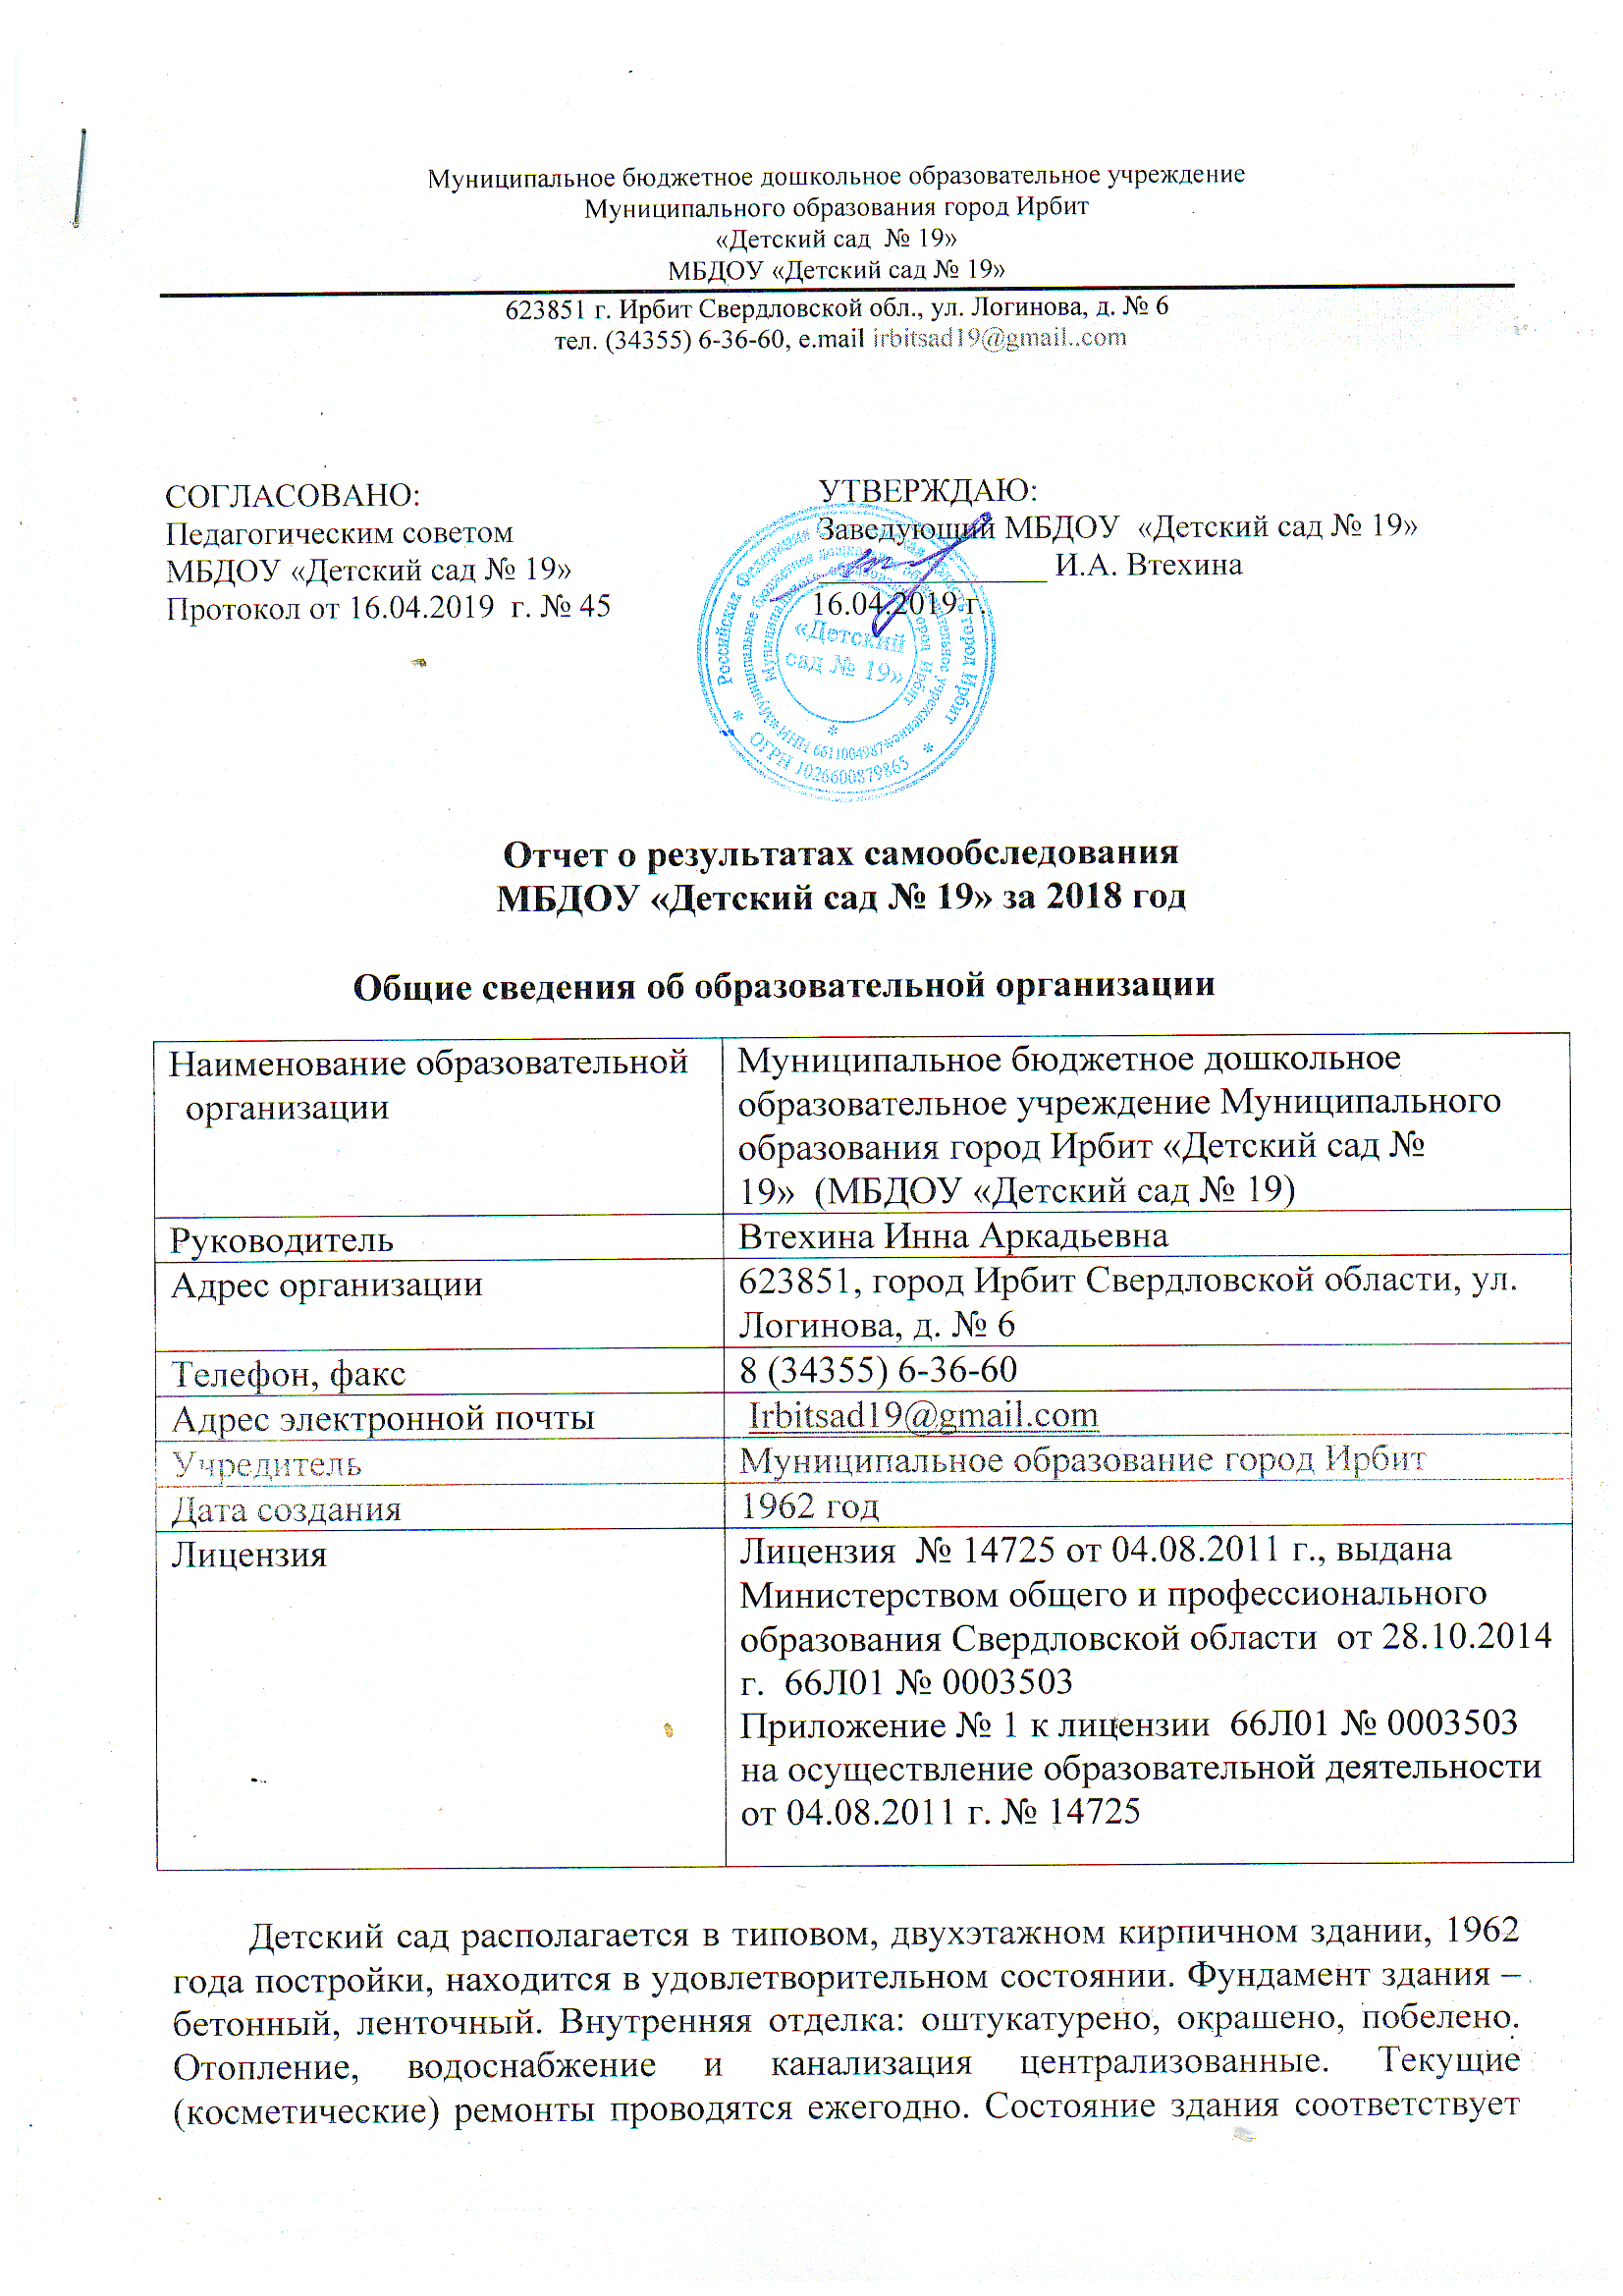 Муниципальное бюджетное дошкольное образовательное учреждение
Муниципального образования город Ирбит
«Детский сад № 19»
МБДОУ «Детский сад № 19»
623851 г. Ирбит Свердловской обл., ул. Логинова, д. № 6
тел. (34355) 6-36-60, e.mail irbitsad19@gmail..com
СОГЛАСОВАНО:
Педагогическим советом
МБДОУ «Детский сад № 19»
Протокол от 16.04.2019 г. № 45
УТВЕРЖДАЮ:
Заведующий МБДОУ «Детский сад № 19»
И.А. Втехина
16.04.2019 г.
Российская Федерация
город Ирбит
«Детский
сад № 19»
ИНН 6611004987
ОГРН 1026600879865
Отчет о результатах самообследования
МБДОУ «Детский сад № 19» за 2018 год
Общие сведения об образовательной организации
Наименование образовательной
организации
Муниципальное бюджетное дошкольное
образовательное учреждение Муниципального
образования город Ирбит «Детский сад №
19» (МБДОУ «Детский сад № 19)
Руководитель
Втехина Инна Аркадьевна
Адрес организации
623851, город Ирбит Свердловской области, ул.
Логинова, д. № 6
Телефон, факс
8 (34355) 6-36-60
Адрес электронной почты
Irbitsad19@gmail.com
Учредитель
Муниципальное образование город Ирбит
Дата создания
1962 год
Лицензия
Лицензия № 14725 от 04.08.2011 г., выдана
Министерством общего и профессионального
образования Свердловской области от 28.10.2014
г. 66Л01 № 0003503
Приложение № 1 к лицензии 66Л01 № 0003503
на осуществление образовательной деятельности
от 04.08.2011 г. № 14725
Детский сад располагается в типовом, двухэтажном кирпичном здании, 1962
года постройки, находится в удовлетворительном состоянии. Фундамент здания –
бетонный, ленточный. Внутренняя отделка: оштукатурено, окрашено, побелено.
Отопление, водоснабжение и канализация централизованные. Текущие
(косметические) ремонты проводятся ежегодно. Состояние здания соответствует